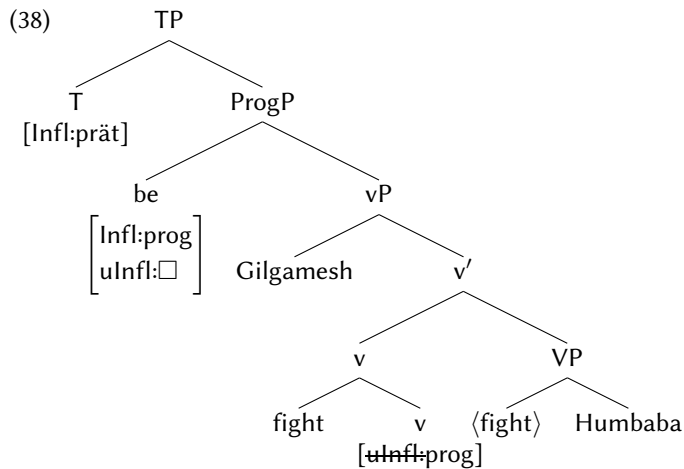 (38) TP
T ProgP
[Infl:prät]
be vP
[Infl:prog
uInfl:□] Gilgamesh v′
v VP
fight v ⟨fight⟩ Humbaba
[uInfl:prog]